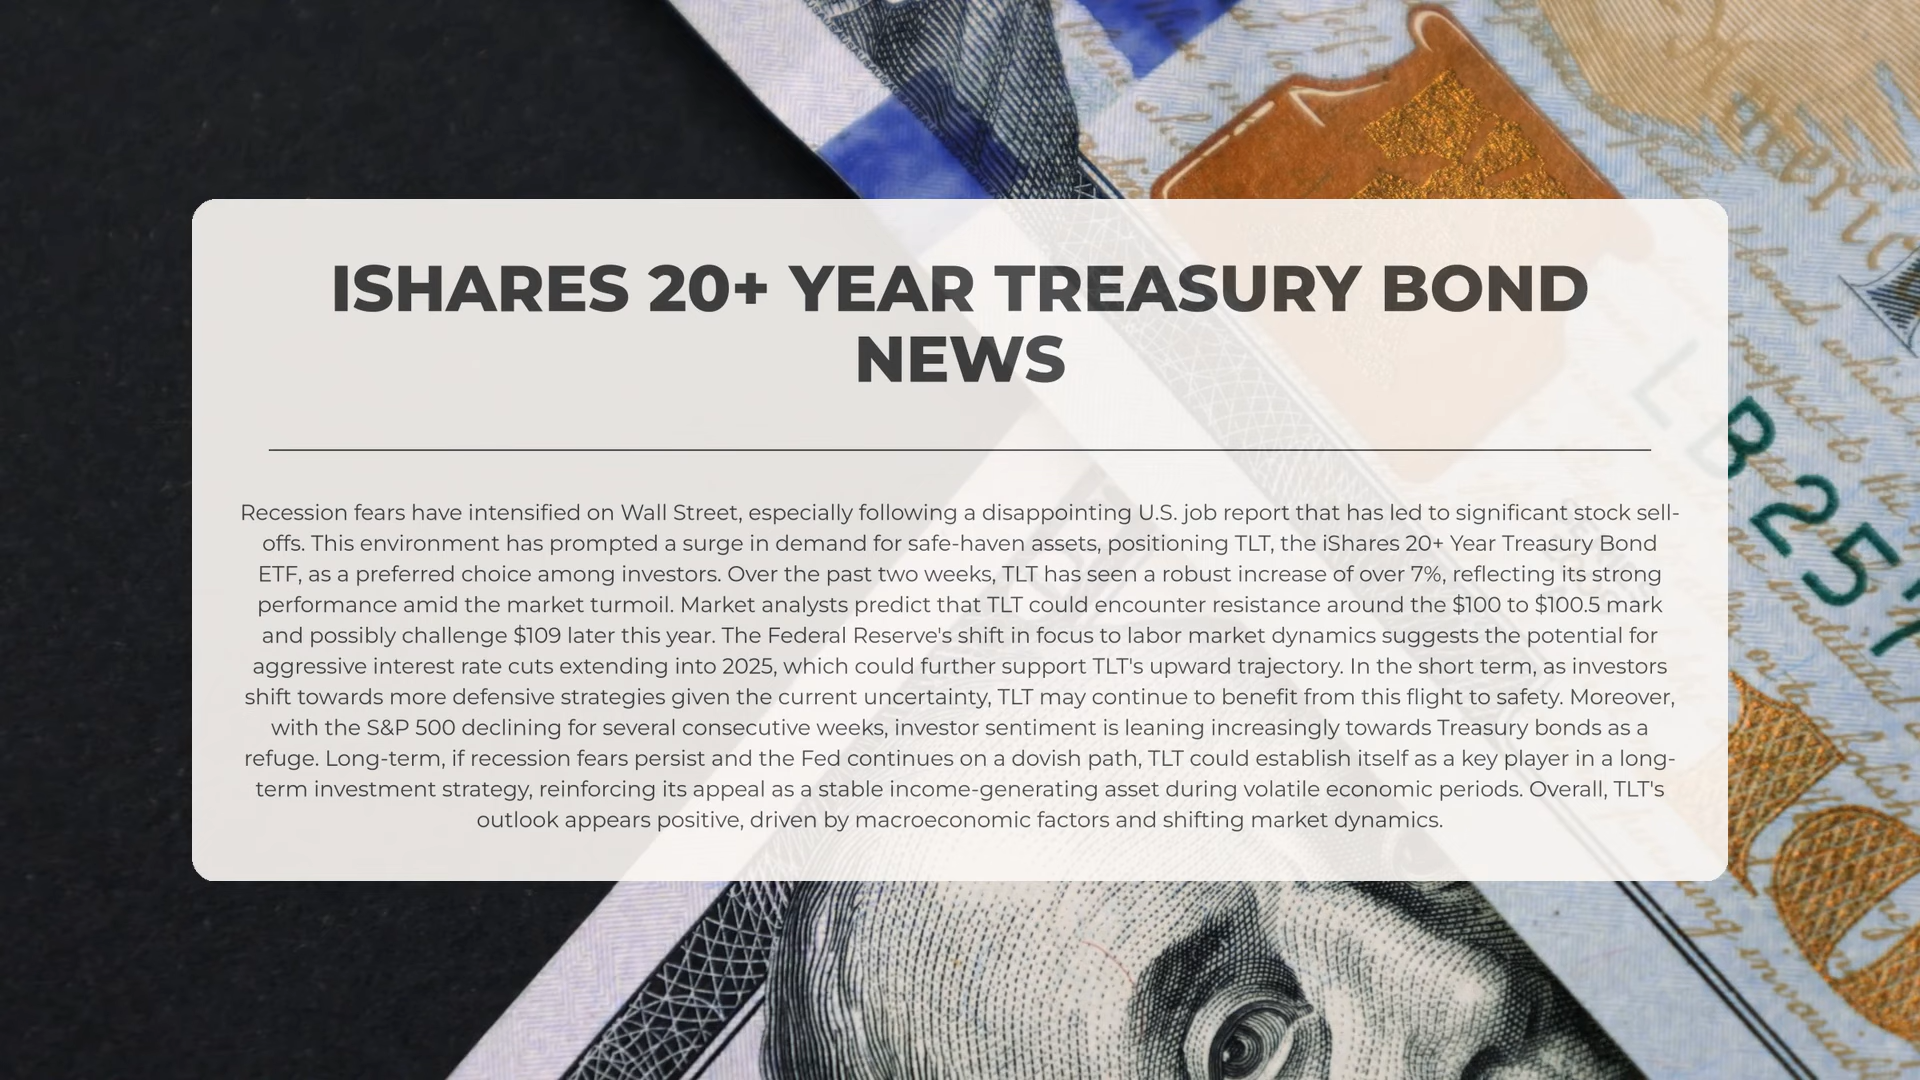 ISHARES 20+ YEAR TREASURY BOND
NEWS
Recession fears have intensified on Wall Street, especially following a disappointing U.S. job report that has led to significant stock sell-
offs. This environment has prompted a surge in demand for safe-haven assets, positioning TLT, the iShares 20+ Year Treasury Bond
ETF, as a preferred choice among investors. Over the past two weeks, TLT has seen a robust increase of over 7%, reflecting its strong
performance amid the market turmoil. Market analysts predict that TLT could encounter resistance around the $100 to $100.5 mark
and possibly challenge $109 later this year. The Federal Reserve's shift in focus to labor market dynamics suggests the potential for
aggressive interest rate cuts extending into 2025, which could further support TLT's upward trajectory. In the short term, as investors
shift towards more defensive strategies given the current uncertainty, TLT may continue to benefit from this flight to safety. Moreover,
with the S&P 500 declining for several consecutive weeks, investor sentiment is leaning increasingly towards Treasury bonds as a
refuge. Long-term, if recession fears persist and the Fed continues on a dovish path, TLT could establish itself as a key player in a long-
term investment strategy, reinforcing its appeal as a stable income-generating asset during volatile economic periods. Overall, TLT's
outlook appears positive, driven by macroeconomic factors and shifting market dynamics.
LB25